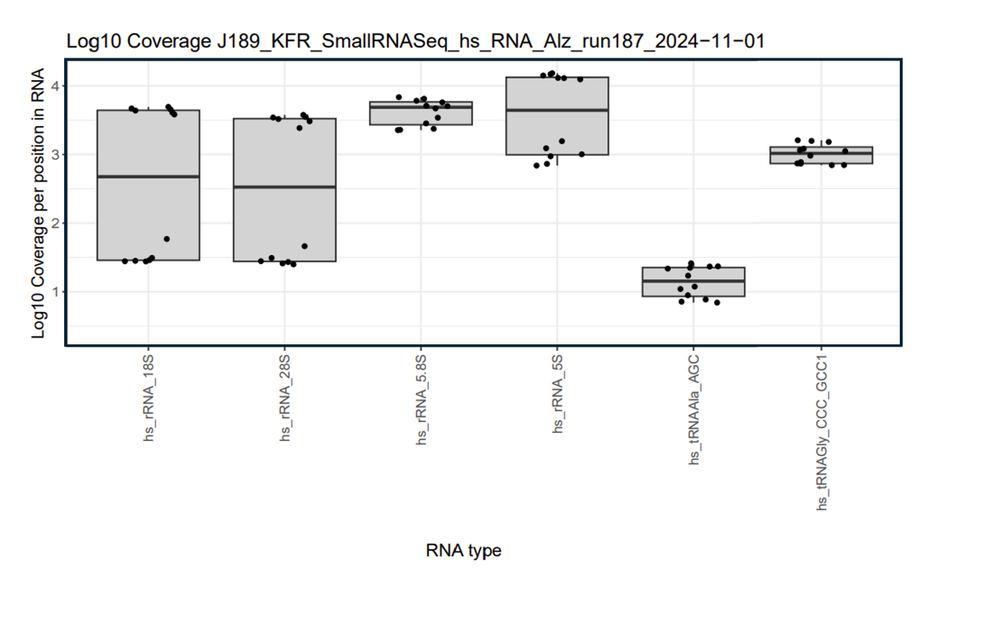 Log10 Coverage J189_KFR_SmallRNASeq_hs_RNA_Alz_run187_2024−11−01
Log10 Coverage per position in RNA
4
3
2
1
hs_rRNA_18S
hs_rRNA_28S
hs_rRNA_5.8S
hs_rRNA_5S
hs_tRNAAla_AGC
hs_tRNAGly_CCC_GCC1
RNA type